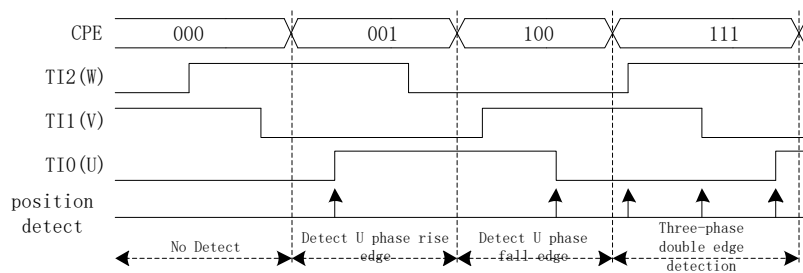 CPE 000 001 100 111
TI2(W)
TI1(V)
TI0(U)
position
detect
No Detect
Detect U phase rise
edge
Detect U phase
fall edge
Three-phase
double edge
detection